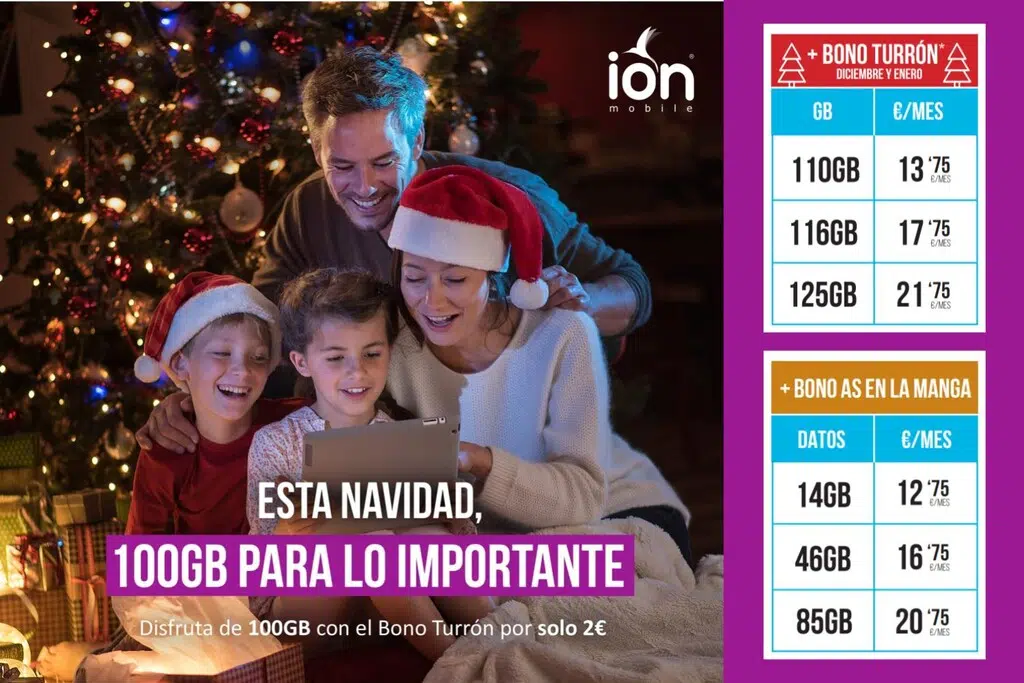 ion
mobile
ESTA NAVIDAD,
100GB PARA LO IMPORTANTE
Disfruta de 100GB con el Bono Turrón por solo 2€
+ BONO TURRÓN*
DICIEMBRE Y ENERO
GB €/MES
110GB 13 '75 €/MES
116GB 17 '75 €/MES
125GB 21 '75 €/MES
+ BONO AS EN LA MANGA
DATOS €/MES
14GB 12 '75 €/MES
46GB 16 '75 €/MES
85GB 20 '75 €/MES